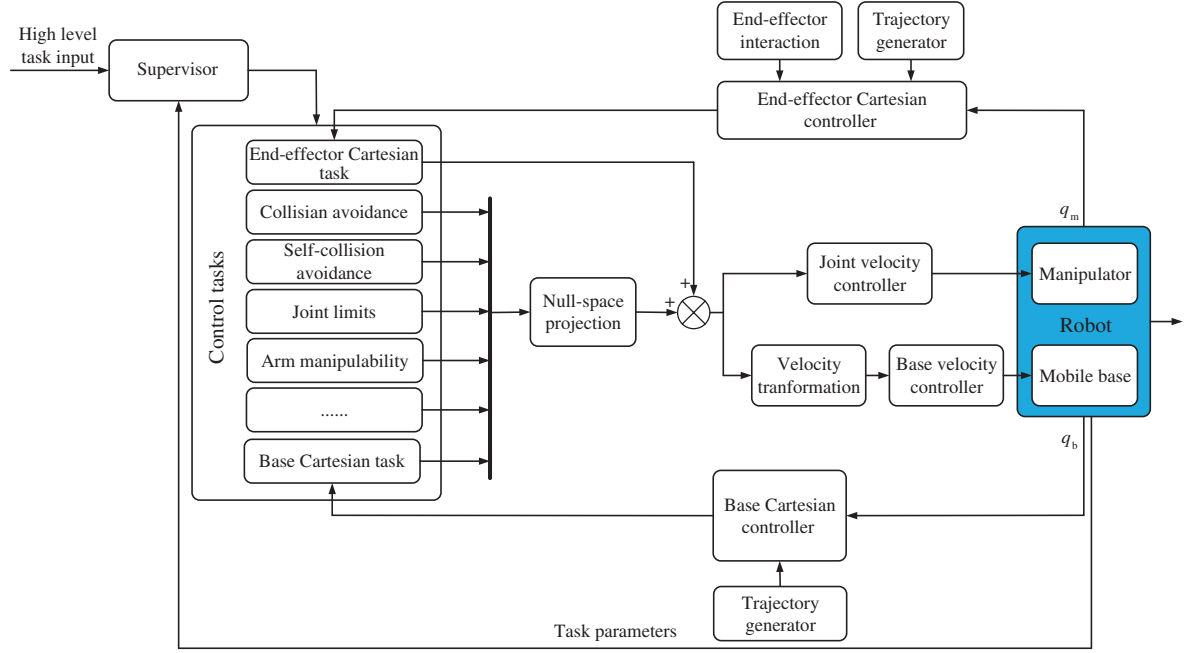 High level
task input
Supervisor
End-effector
interaction
Trajectory
generator
End-effector Cartesian
controller
Control tasks
End-effector Cartesian
task
Collisian avoidance
Self-collision
avoidance
Joint limits
Arm manipulability
......
Base Cartesian task
Null-space
projection
+
+
Joint velocity
controller
Velocity
tranformation
Base velocity
controller
q_m
Manipulator
Robot
Mobile base
q_b
Base Cartesian
controller
Trajectory
generator
Task parameters